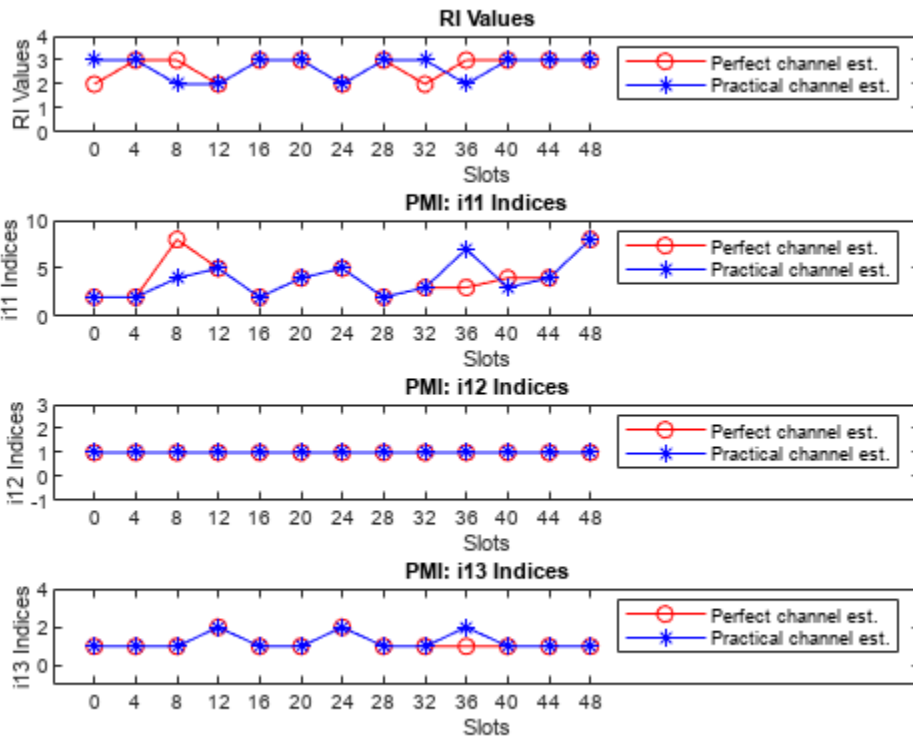 RI Values
RI Values
4
3
2
1
0
0 4 8 12 16 20 24 28 32 36 40 44 48
Slots
Perfect channel est.
Practical channel est.
PMI: i11 Indices
i11 Indices
10
5
0
0 4 8 12 16 20 24 28 32 36 40 44 48
Slots
Perfect channel est.
Practical channel est.
PMI: i12 Indices
i12 Indices
3
2
1
0
-1
0 4 8 12 16 20 24 28 32 36 40 44 48
Slots
Perfect channel est.
Practical channel est.
PMI: i13 Indices
i13 Indices
4
2
0
0 4 8 12 16 20 24 28 32 36 40 44 48
Slots
Perfect channel est.
Practical channel est.